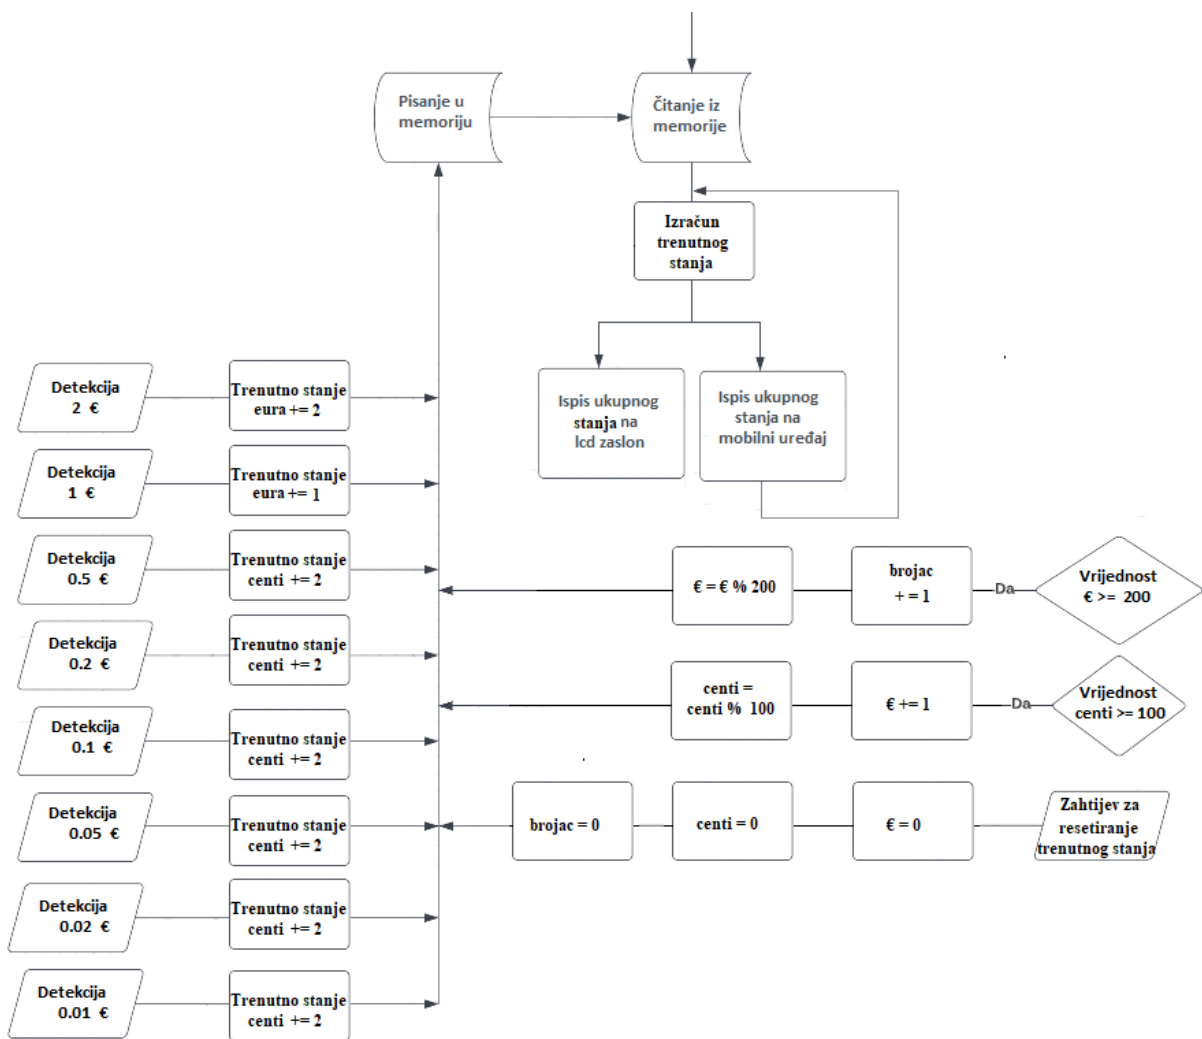 Pisanje u
memoriju
Čitanje iz
memorije
Izračun
trenutnog
stanja
Ispis ukupnog
stanja na
lcd zaslon
Ispis ukupnog
stanja na
mobilni uređaj
Detekcija
2 €
Trenutno stanje
eura += 2
Detekcija
1 €
Trenutno stanje
eura += 1
Detekcija
0.5 €
Trenutno stanje
centi += 2
Detekcija
0.2 €
Trenutno stanje
centi += 2
Detekcija
0.1 €
Trenutno stanje
centi += 2
Detekcija
0.05 €
Trenutno stanje
centi += 2
Detekcija
0.02 €
Trenutno stanje
centi += 2
Detekcija
0.01 €
Trenutno stanje
centi += 2
€ = € % 200
brojac
+ = 1
Da
Vrijednost
€ >= 200
centi =
centi % 100
€ += 1
Da
Vrijednost
centi >= 100
brojac = 0
centi = 0
€ = 0
Zahtijev za
resetiranje
trenutnog stanja